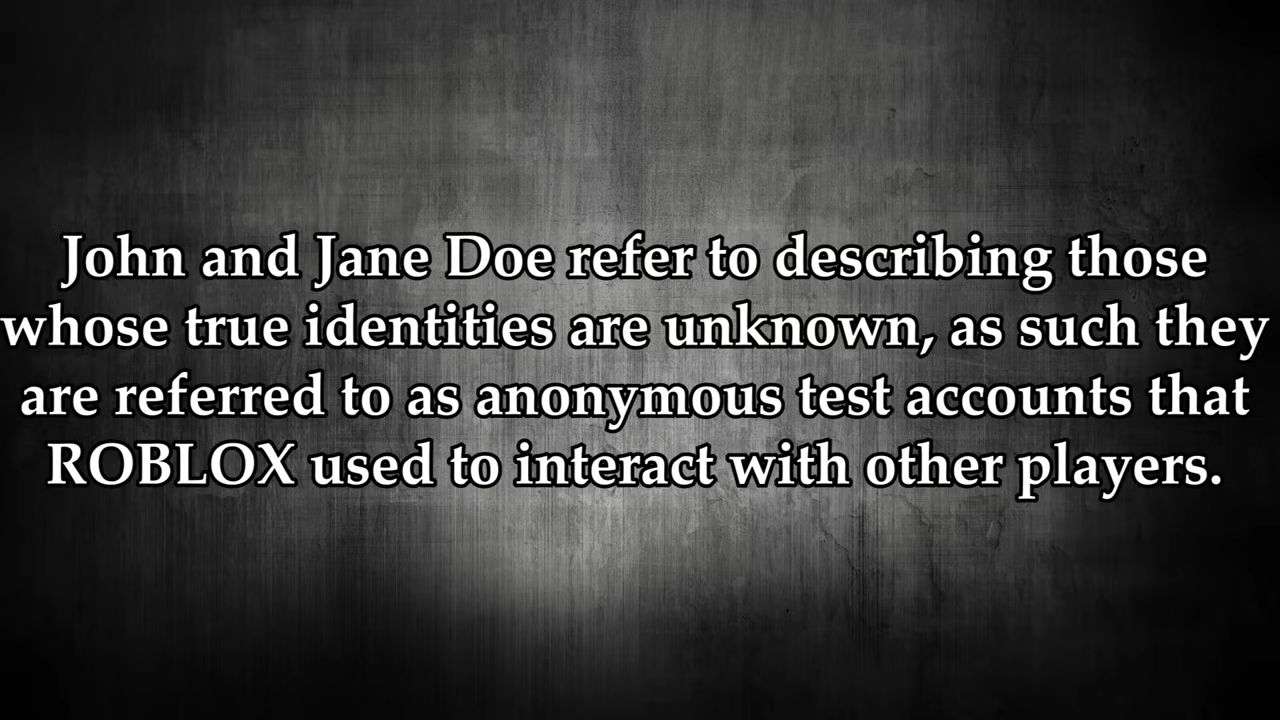 John and Jane Doe refer to describing those
whose true identities are unknown, as such they
are referred to as anonymous test accounts that
ROBLOX used to interact with other players.